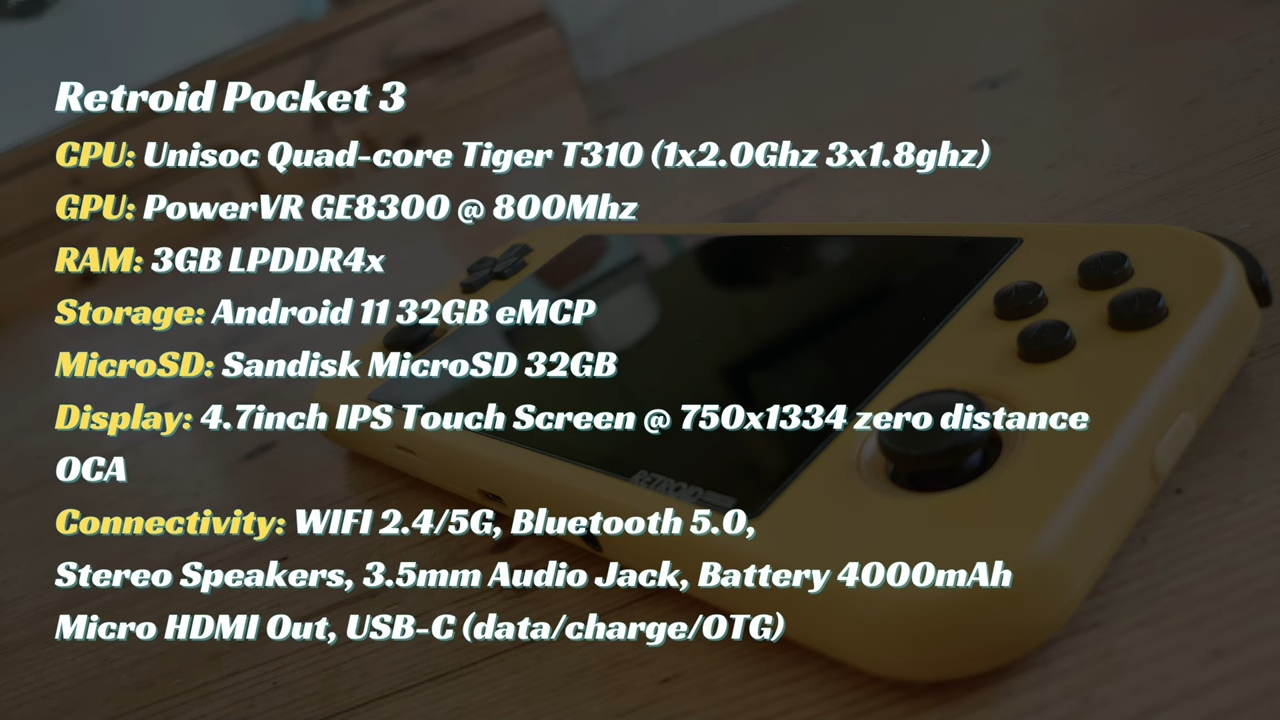 Retroid Pocket 3
CPU: Unisoc Quad-core Tiger T310 (1x2.0Ghz 3x1.8ghz)
GPU: PowerVR GE8300 @ 800Mhz
RAM: 3GB LPDDR4x
Storage: Android 11 32GB eMCP
MicroSD: Sandisk MicroSD 32GB
Display: 4.7inch IPS Touch Screen @ 750x1334 zero distance
OCA
Connectivity: WIFI 2.4/5G, Bluetooth 5.0,
RETROID
Stereo Speakers, 3.5mm Audio Jack, Battery 4000mAh
Micro HDMI Out, USB-C (data/charge/OTG)